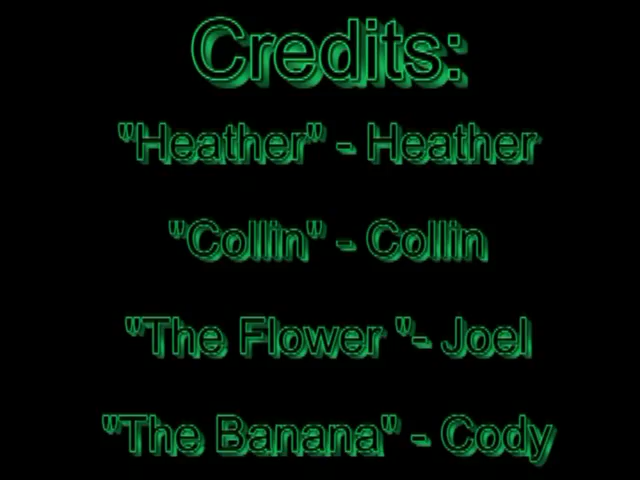 Credits:
"Heather" - Heather
"Collin" - Collin
"The Flower "- Joel
"The Banana" - Cody